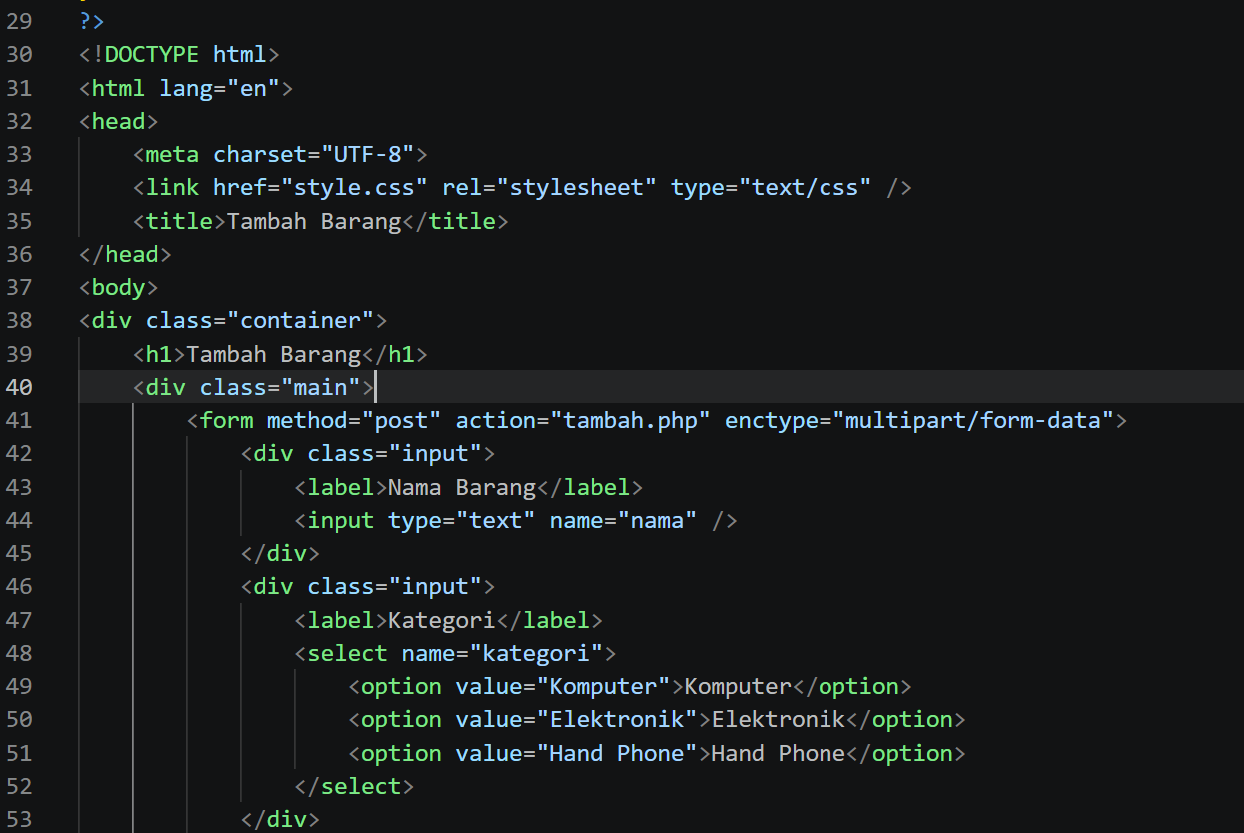 29 ?>
30 <!DOCTYPE html>
31 <html lang="en">
32 <head>
33     <meta charset="UTF-8">
34     <link href="style.css" rel="stylesheet" type="text/css" />
35     <title>Tambah Barang</title>
36 </head>
37 <body>
38 <div class="container">
39     <h1>Tambah Barang</h1>
40     <div class="main">
41         <form method="post" action="tambah.php" enctype="multipart/form-data">
42             <div class="input">
43                 <label>Nama Barang</label>
44                 <input type="text" name="nama" />
45             </div>
46             <div class="input">
47                 <label>Kategori</label>
48                 <select name="kategori">
49                     <option value="Komputer">Komputer</option>
50                     <option value="Elektronik">Elektronik</option>
51                     <option value="Hand Phone">Hand Phone</option>
52                 </select>
53             </div>